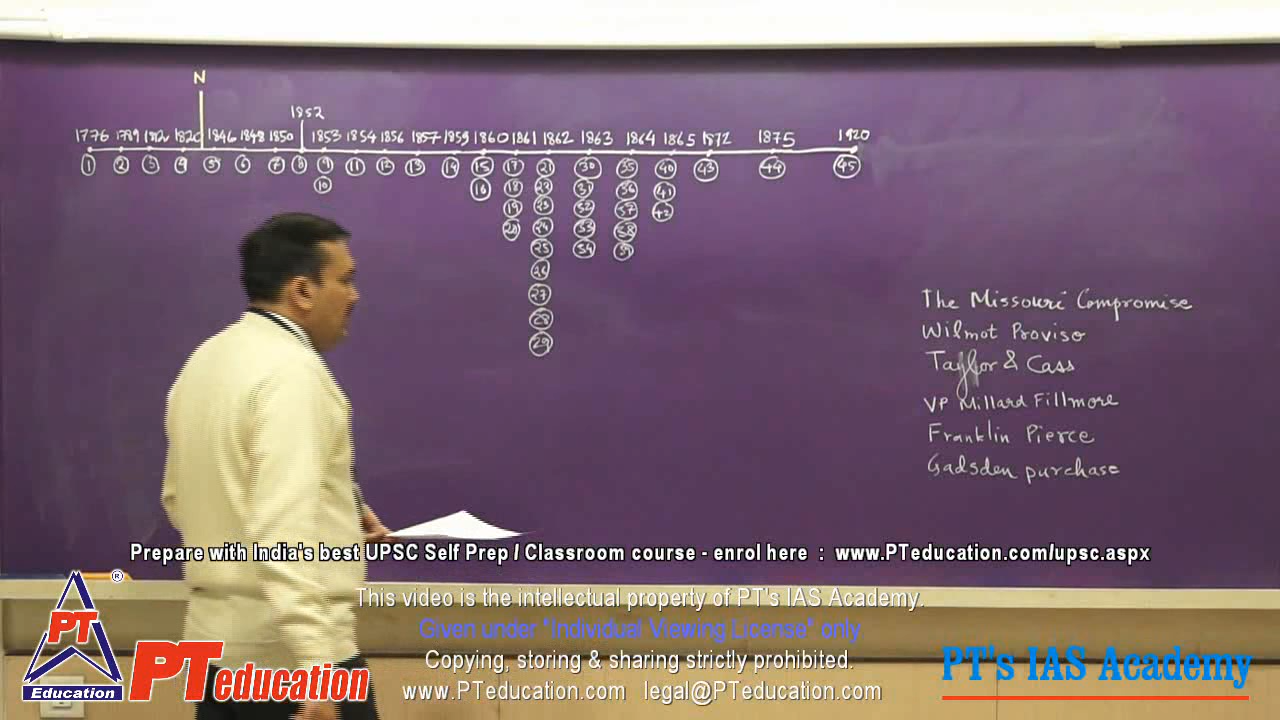 N
1852
1776 1789 1820 1846 1848 1850 1853 1854 1856 1857 1859 1860 1861 1862 1863 1864 1865 1872 1875 1920
1 2 3 4 5 6 7 8 9 11 12 13 14 15 17 21 30 35 40 43 44 45
10 16 18 22 31 36 41
19 23 32 37 42
20 24 33 38
25 34 39
26
27
28
29
The Missouri Compromise
Wilmot Proviso
Taylor & Cass
VP Millard Fillmore
Franklin Pierce
Gadsden purchase
Prepare with India's best UPSC Self Prep / Classroom course - enrol here : www.PTeducation.com/upsc.aspx
This video is the intellectual property of PT's IAS Academy.
Given under "Individual Viewing License" only
Copying, storing & sharing strictly prohibited.
www.PTeducation.com legal@PTeducation.com
PT ®
Education
PT education
PT's IAS Academy